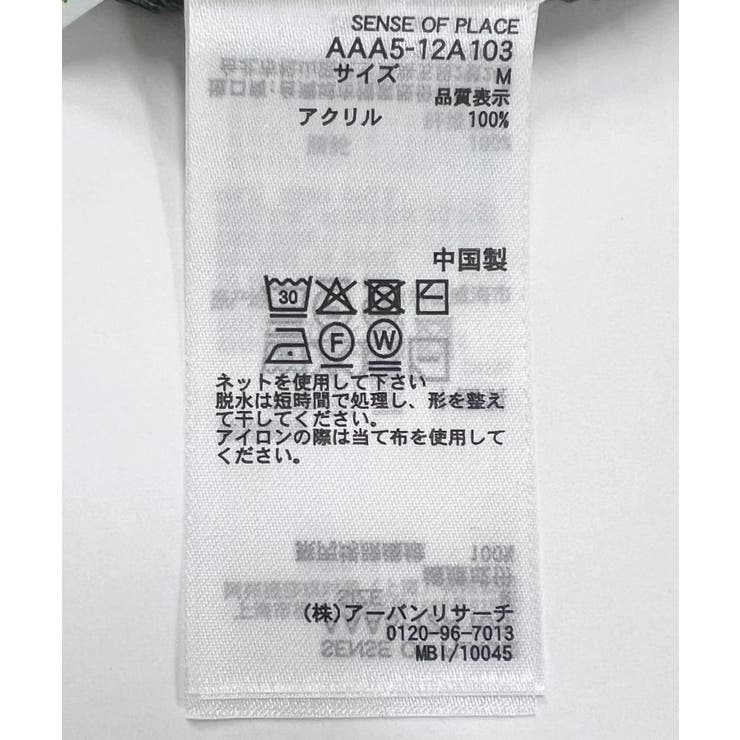 SENSE OF PLACE
AAA5-12A103
サイズ M
品質表示
アクリル 100%
中国製
30
F W
ネットを使用して下さい
脱水は短時間で処理し、形を整え
て干してください。
アイロンの際は当て布を使用して
ください。
(株)アーバンリサーチ
0120-96-7013
MBI/10045